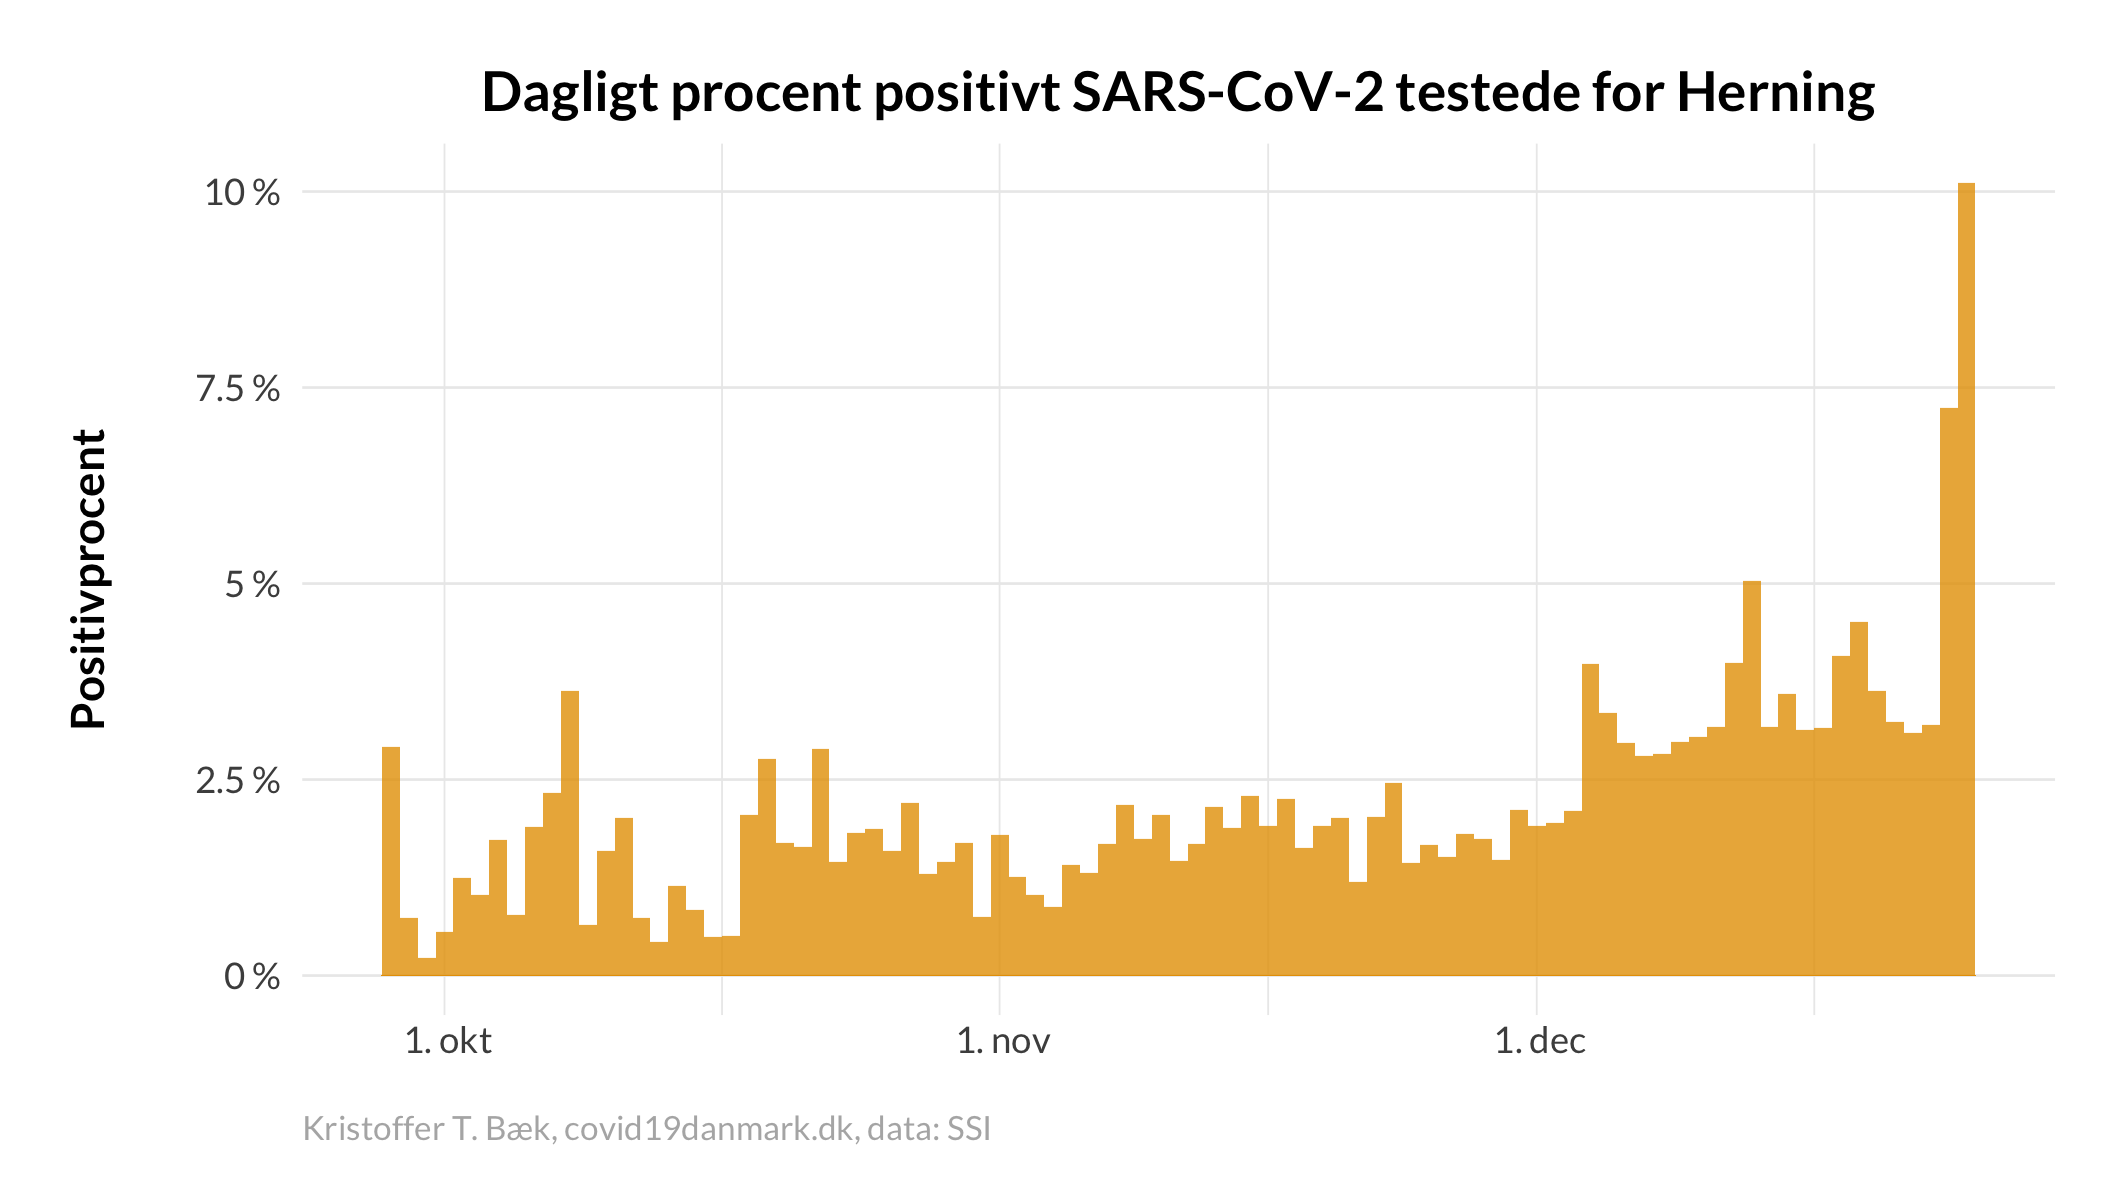 Dagligt procent positivt SARS-CoV-2 testede for Herning
Positivprocent
10 %
7.5 %
5 %
2.5 %
0 %
1. okt
1. nov
1. dec
Kristoffer T. Bæk, covid19danmark.dk, data: SSI